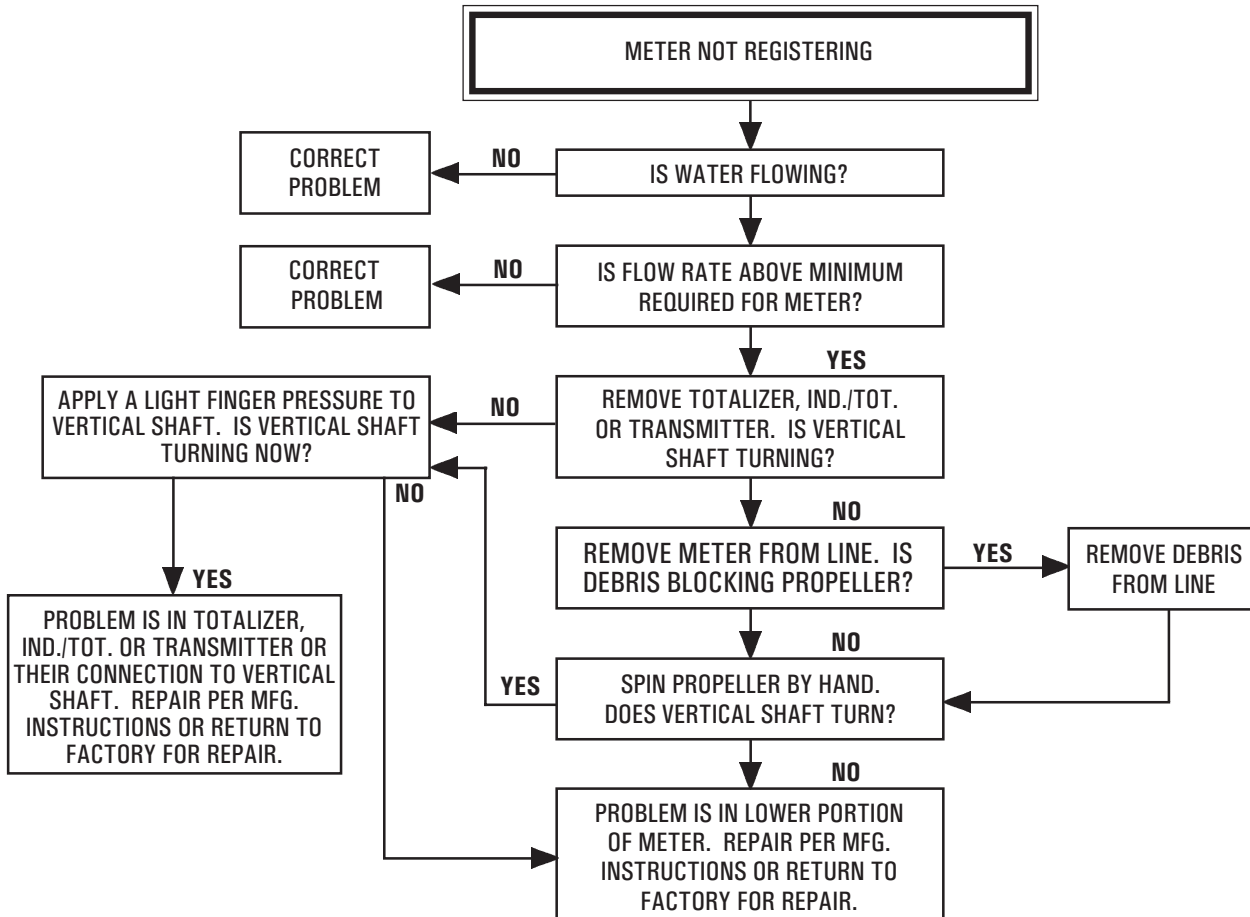 METER NOT REGISTERING
NO
CORRECT
PROBLEM
IS WATER FLOWING?
NO
CORRECT
PROBLEM
IS FLOW RATE ABOVE MINIMUM
REQUIRED FOR METER?
YES
APPLY A LIGHT FINGER PRESSURE TO
VERTICAL SHAFT. IS VERTICAL SHAFT
TURNING NOW?
NO
REMOVE TOTALIZER, IND./TOT.
OR TRANSMITTER. IS VERTICAL
SHAFT TURNING?
NO
NO
REMOVE METER FROM LINE. IS
DEBRIS BLOCKING PROPELLER?
YES
REMOVE DEBRIS
FROM LINE
YES
PROBLEM IS IN TOTALIZER,
IND./TOT. OR TRANSMITTER OR
THEIR CONNECTION TO VERTICAL
SHAFT. REPAIR PER MFG.
INSTRUCTIONS OR RETURN TO
FACTORY FOR REPAIR.
NO
YES
SPIN PROPELLER BY HAND.
DOES VERTICAL SHAFT TURN?
NO
PROBLEM IS IN LOWER PORTION
OF METER. REPAIR PER MFG.
INSTRUCTIONS OR RETURN TO
FACTORY FOR REPAIR.